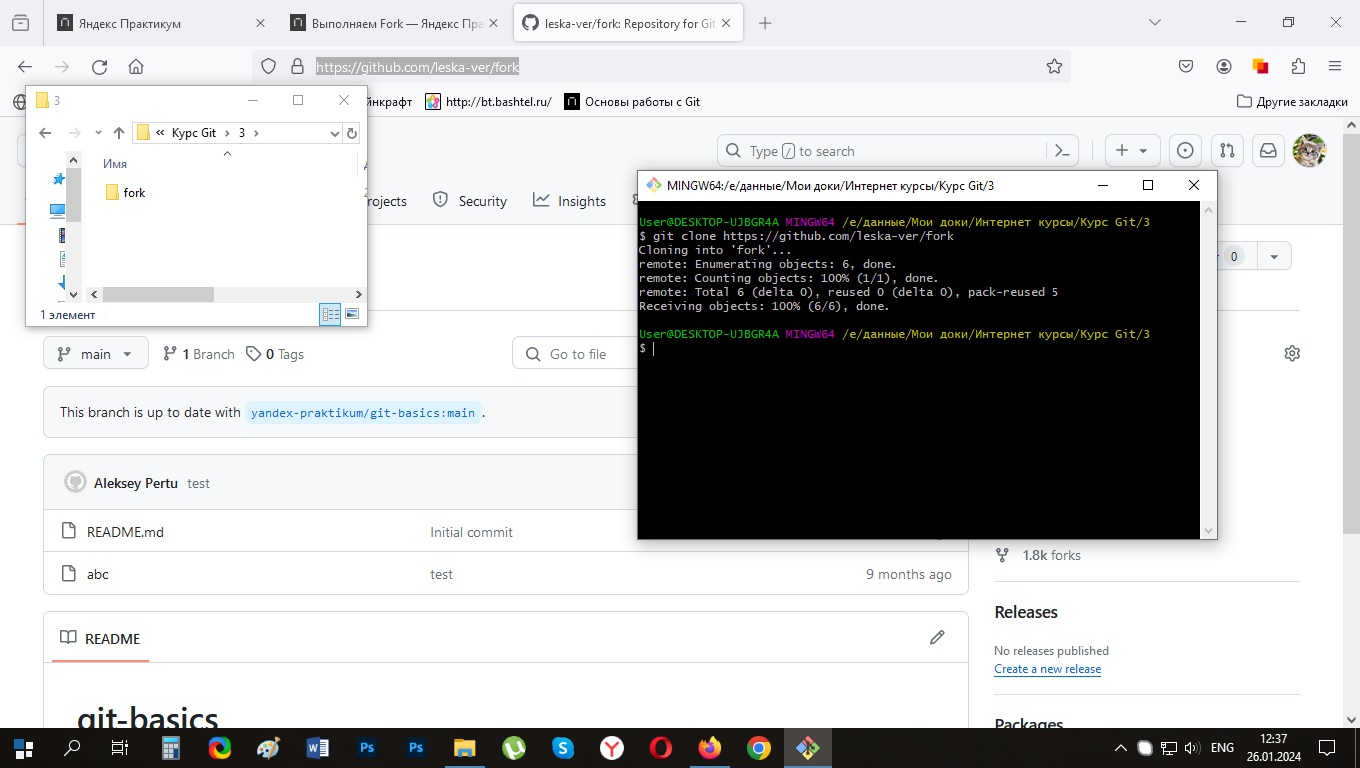 Яндекс Практикум
Выполняем Fork — Яндекс Пра
leska-ver/fork: Repository for Git
https://github.com/leska-ver/fork
йнкрафт
http://bt.bashtel.ru/
Основы работы с Git
Другие закладки
3
« Курс Git › 3 ›
Имя
fork
1 элемент
Type / to search
rojects
Security
Insights
0
MINGW64:/e/данные/Мои доки/Интернет курсы/Курс Git/3
User@DESKTOP-UJBGR4A MINGW64 /e/данные/Мои доки/Интернет курсы/Курс Git/3
$ git clone https://github.com/leska-ver/fork
Cloning into 'fork'...
remote: Enumerating objects: 6, done.
remote: Counting objects: 100% (1/1), done.
remote: Total 6 (delta 0), reused 0 (delta 0), pack-reused 5
Receiving objects: 100% (6/6), done.
User@DESKTOP-UJBGR4A MINGW64 /e/данные/Мои доки/Интернет курсы/Курс Git/3
$
main
1 Branch
0 Tags
Go to file
This branch is up to date with yandex-praktikum/git-basics:main .
Aleksey Pertu test
README.md Initial commit
abc test 9 months ago
1.8k forks
Releases
No releases published
Create a new release
Packages
README
git-basics
ENG
12:37
26.01.2024